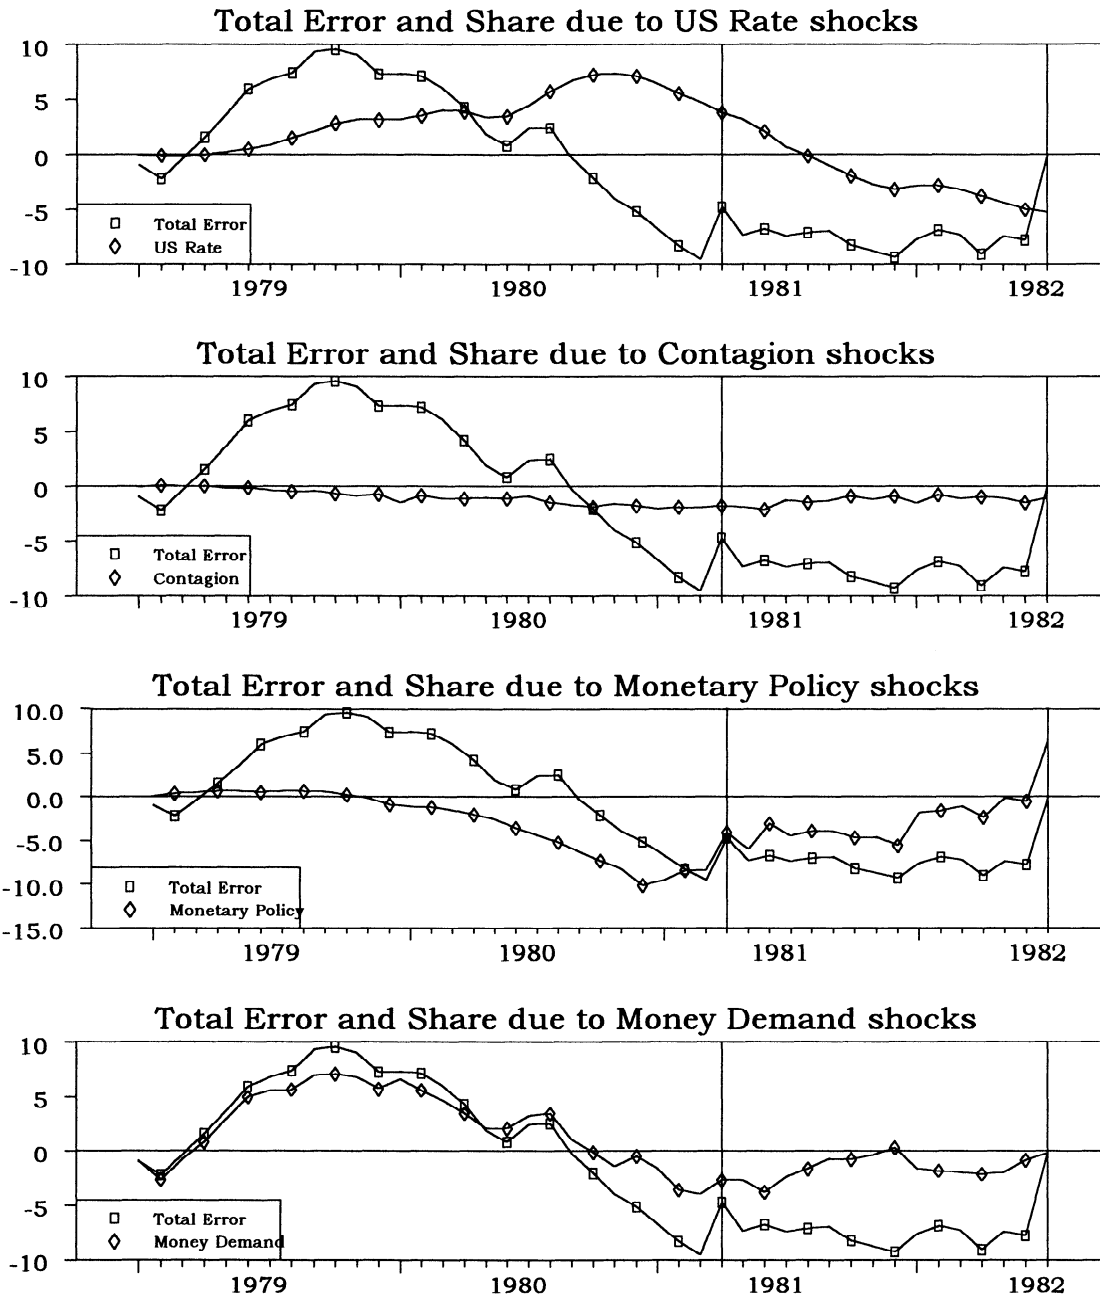 Total Error and Share due to US Rate shocks
10
5
0
-5
-10
Total Error
US Rate
1979 1980 1981 1982
Total Error and Share due to Contagion shocks
10
5
0
-5
-10
Total Error
Contagion
1979 1980 1981 1982
Total Error and Share due to Monetary Policy shocks
10.0
5.0
0.0
-5.0
-10.0
-15.0
Total Error
Monetary Policy
1979 1980 1981 1982
Total Error and Share due to Money Demand shocks
10
5
0
-5
-10
Total Error
Money Demand
1979 1980 1981 1982